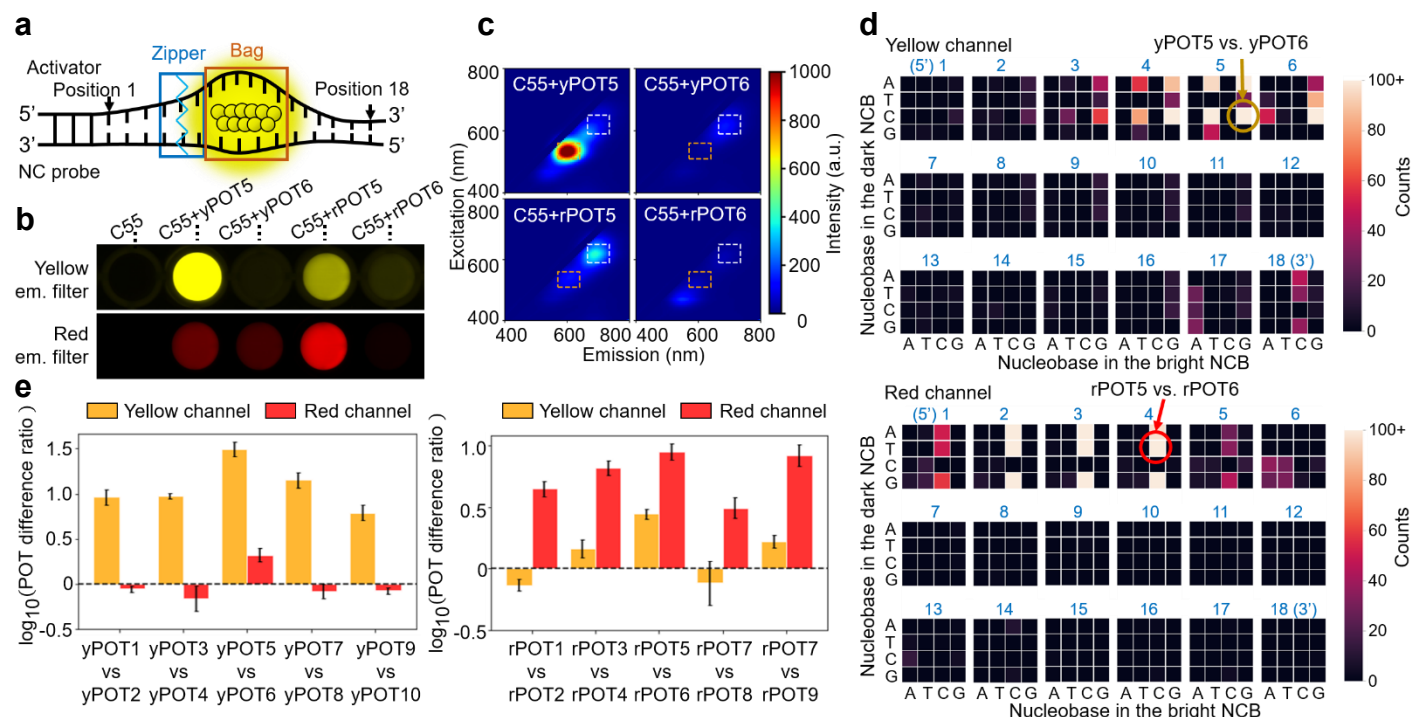 a
Zipper
Bag
Activator
Position 1
Position 18
5’
3’
3’
5’
NC probe
b
C55
C55+yPOT5
C55+yPOT6
C55+rPOT5
C55+rPOT6
Yellow
em. filter
Red
em. filter
c
800
600
400
800
600
400
Excitation (nm)
C55+yPOT5
C55+yPOT6
C55+rPOT5
C55+rPOT6
400
600
800
600
800
Emission (nm)
1000
800
600
400
200
0
Intensity (a.u.)
d
Yellow channel
yPOT5 vs. yPOT6
(5’) 1
2
3
4
5
6
A
T
C
G
7
8
9
10
11
12
A
T
C
G
13
14
15
16
17
18 (3’)
A
T
C
G
A T C G
A T C G
A T C G
A T C G
A T C G
A T C G
Nucleobase in the dark NCB
Nucleobase in the bright NCB
100+
80
60
40
20
0
Counts
Red channel
rPOT5 vs. rPOT6
(5’) 1
2
3
4
5
6
A
T
C
G
7
8
9
10
11
12
A
T
C
G
13
14
15
16
17
18 (3’)
A
T
C
G
A T C G
A T C G
A T C G
A T C G
A T C G
A T C G
Nucleobase in the dark NCB
Nucleobase in the bright NCB
100+
80
60
40
20
0
Counts
e
Yellow channel
Red channel
log10(POT difference ratio)
1.5
1.0
0.5
0
-0.5
yPOT1
vs
yPOT2
yPOT3
vs
yPOT4
yPOT5
vs
yPOT6
yPOT7
vs
yPOT8
yPOT9
vs
yPOT10
Yellow channel
Red channel
log10(POT difference ratio)
1.0
0.5
0
-0.5
rPOT1
vs
rPOT2
rPOT3
vs
rPOT4
rPOT5
vs
rPOT6
rPOT7
vs
rPOT8
rPOT7
vs
rPOT9